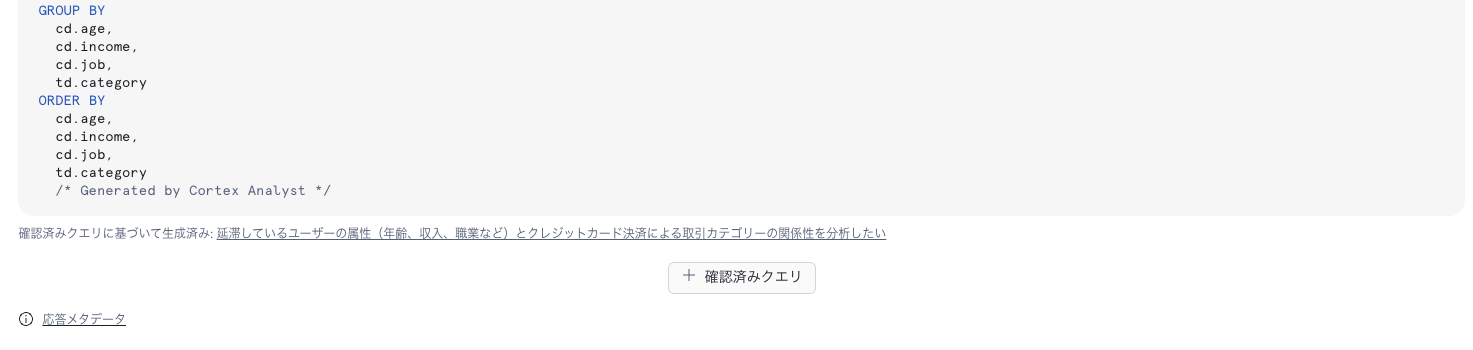 GROUP BY
cd.age,
cd.income,
cd.job,
td.category
ORDER BY
cd.age,
cd.income,
cd.job,
td.category
/* Generated by Cortex Analyst */
確認済みクエリに基づいて生成済み: 延滞しているユーザーの属性（年齢、収入、職業など）とクレジットカード決済による取引カテゴリーの関係性を分析したい
+ 確認済みクエリ
応答メタデータ